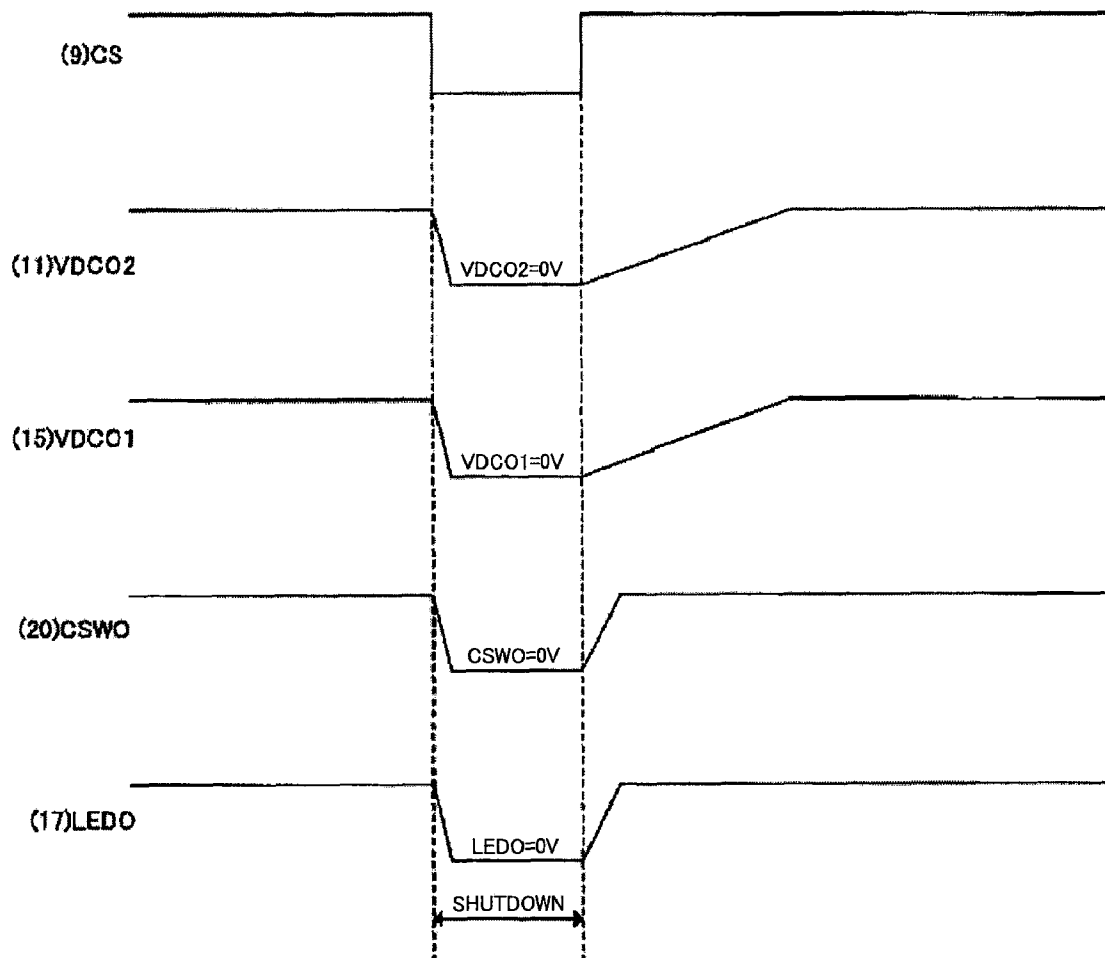 (9)CS
(11)VDCO2
VDCO2=0V
(15)VDCO1
VDCO1=0V
(20)CSWO
CSWO=0V
(17)LEDO
LEDO=0V
SHUTDOWN